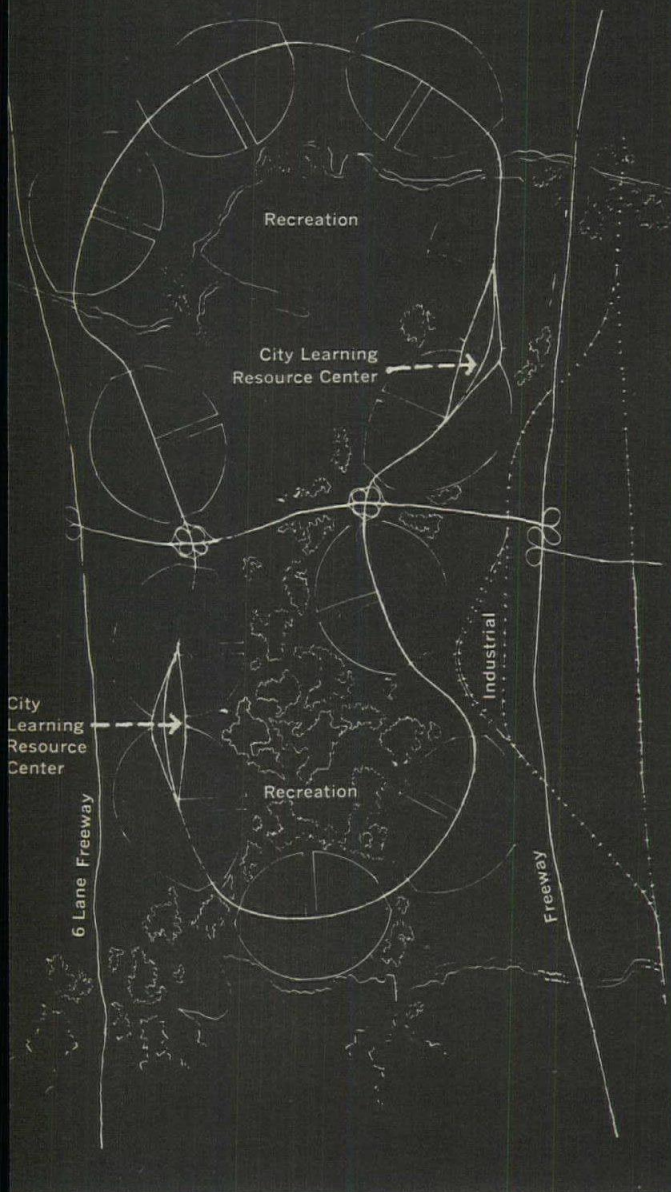 Recreation
City Learning
Resource Center
Industrial
City
Learning
Resource
Center
Recreation
6 Lane Freeway
Freeway